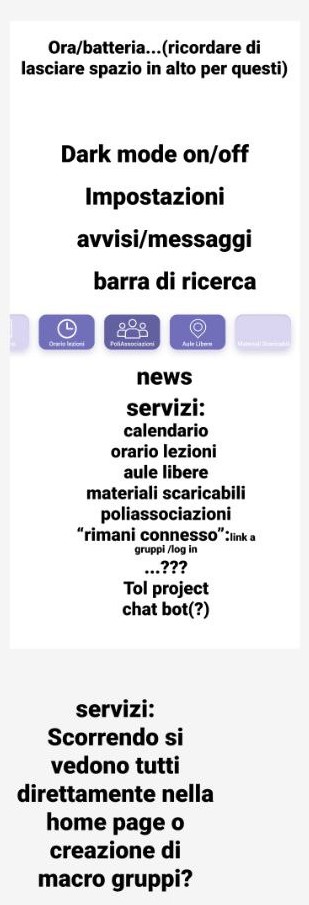 Ora/batteria...(ricordare di
lasciare spazio in alto per questi)
Dark mode on/off
Impostazioni
avvisi/messaggi
barra di ricerca
Orario lezioni PoliAssociazioni Aule Libere
news
servizi:
calendario
orario lezioni
aule libere
materiali scaricabili
poliassociazioni
“rimani connesso”:link a
gruppi /log in
...???
Tol project
chat bot(?)
servizi:
Scorrendo si
vedono tutti
direttamente nella
home page o
creazione di
macro gruppi?